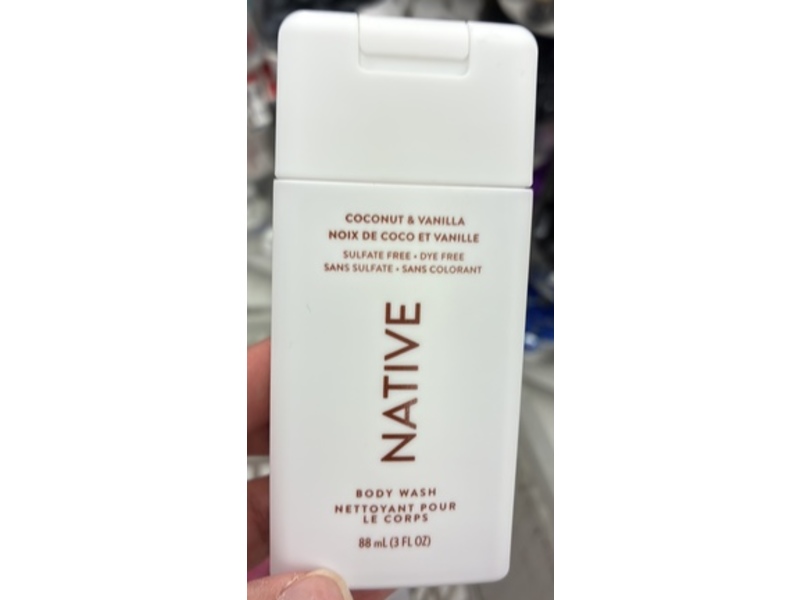 COCONUT & VANILLA
NOIX DE COCO ET VANILLE
SULFATE FREE • DYE FREE
SANS SULFATE • SANS COLORANT
NATIVE
BODY WASH
NETTOYANT POUR
LE CORPS
88 mL (3 FL OZ)